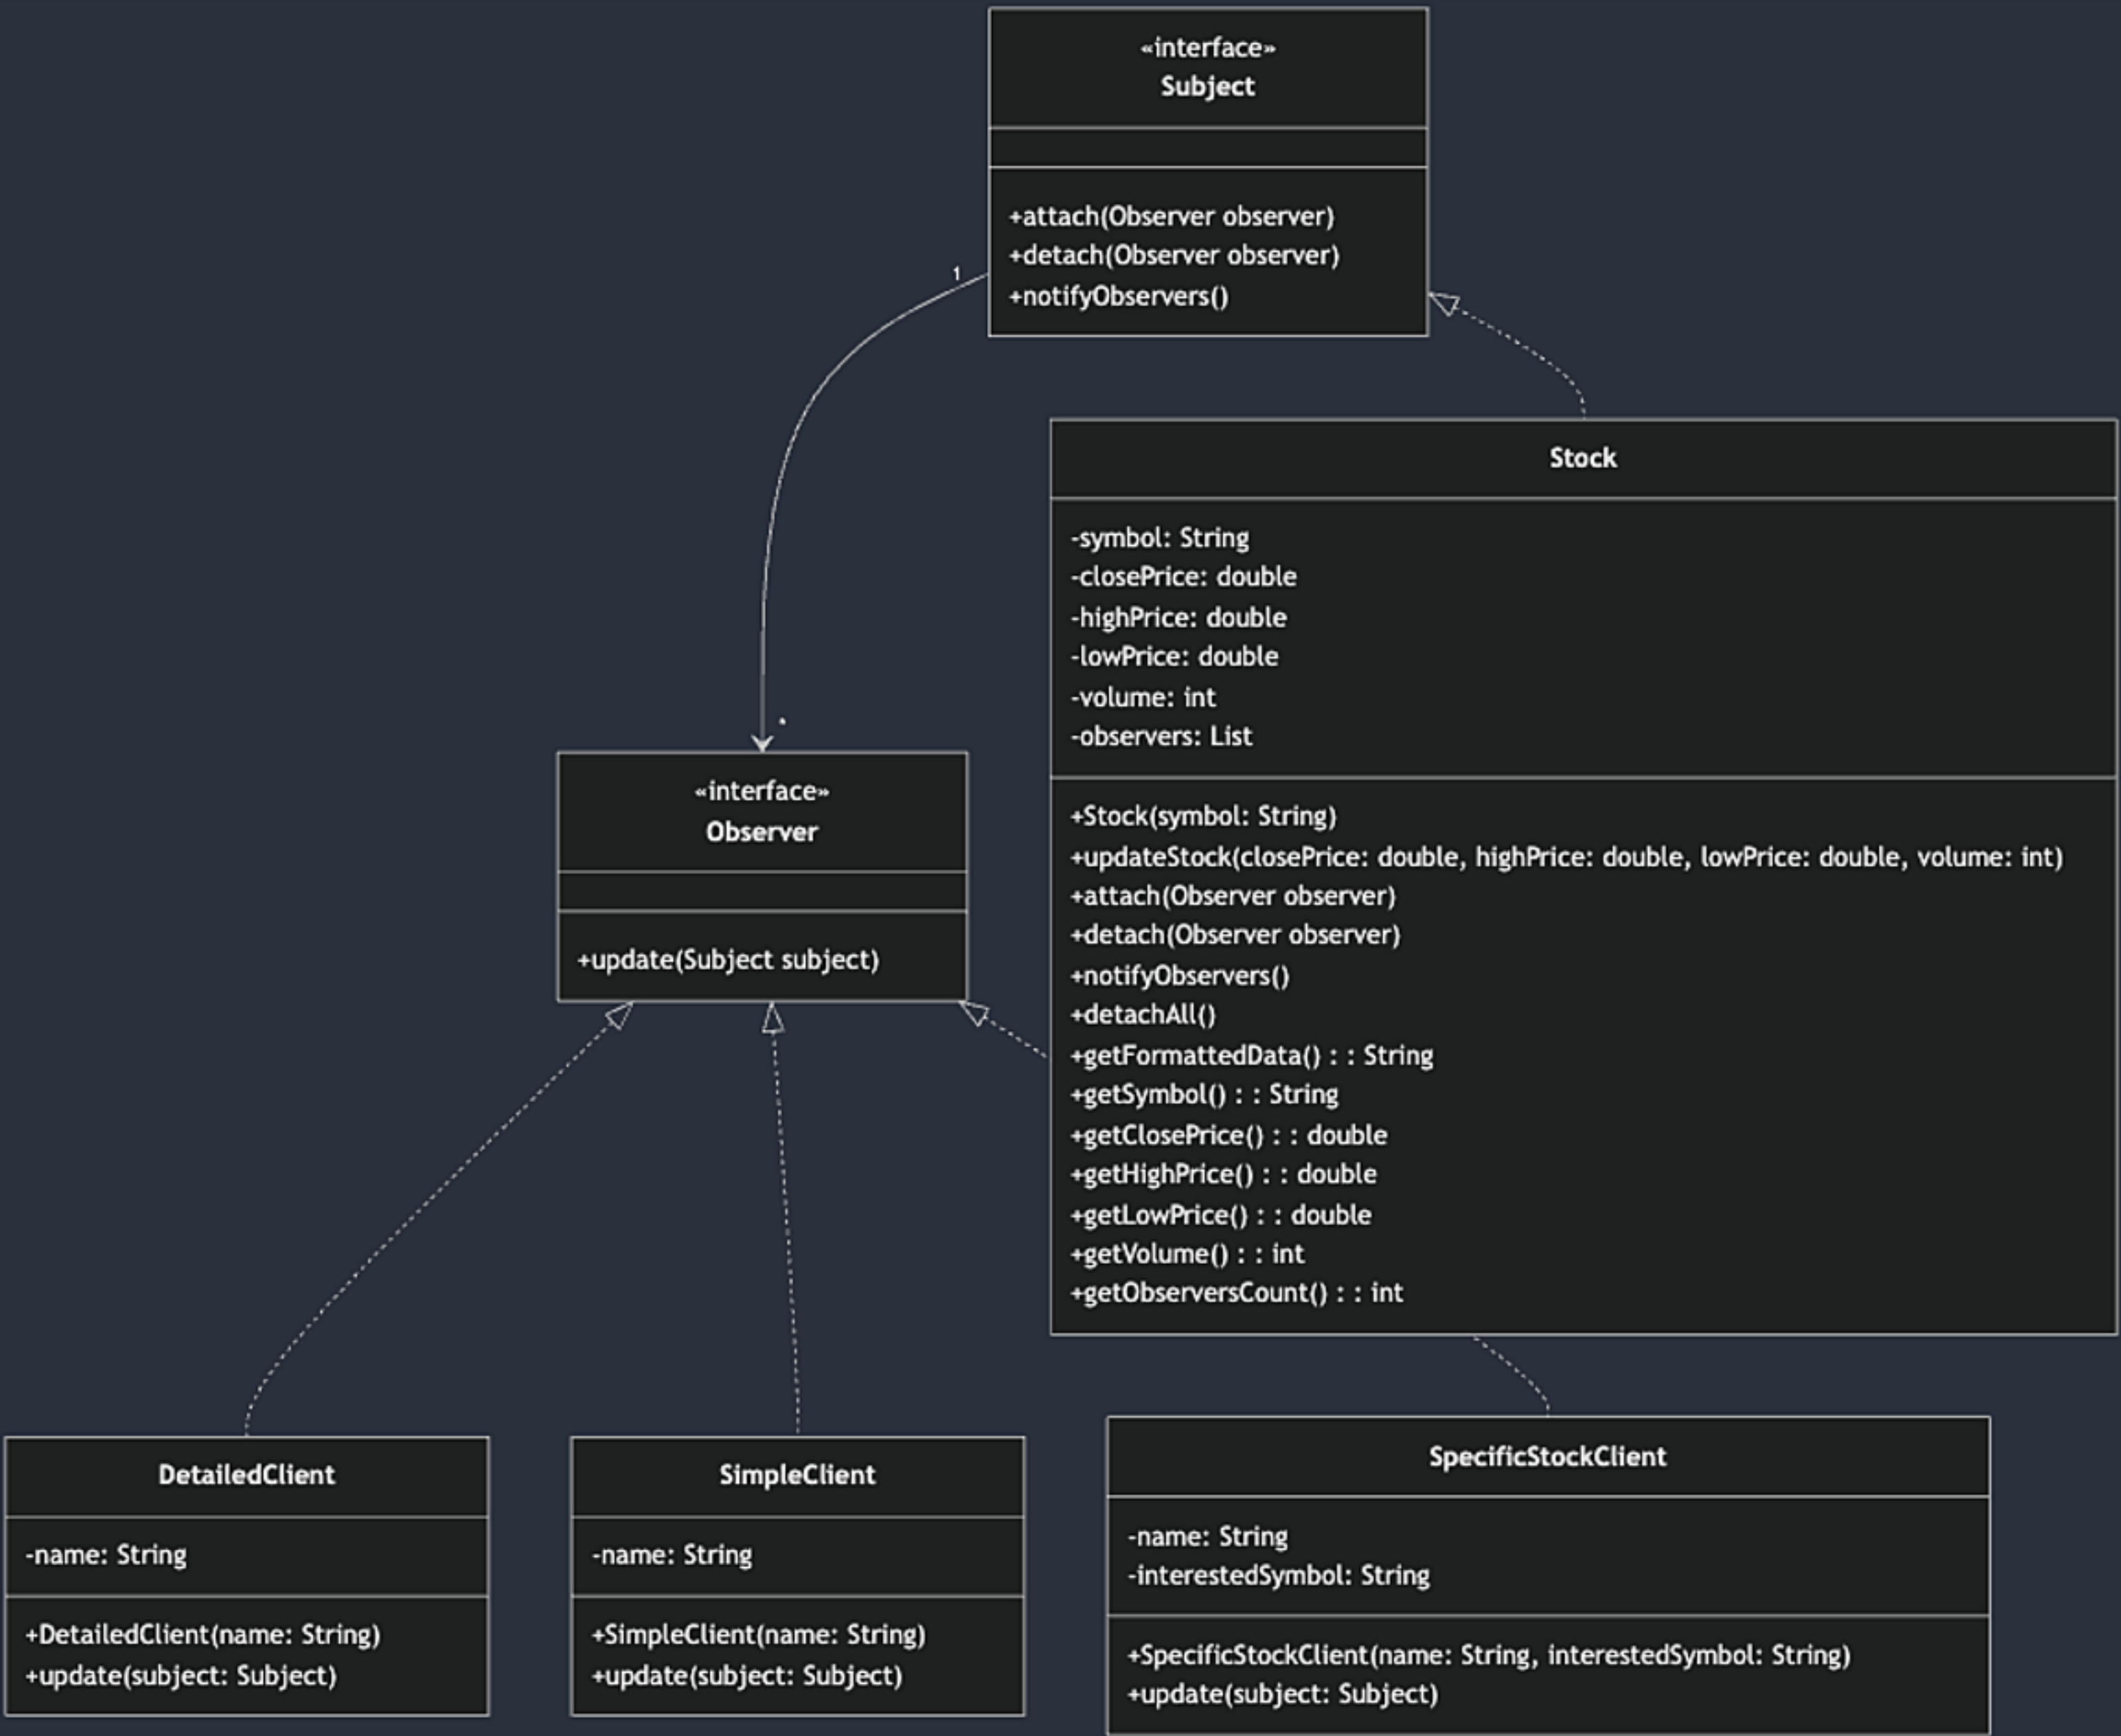 «interface»
Subject
+attach(Observer observer)
+detach(Observer observer)
+notifyObservers()
1
Stock
-symbol: String
-closePrice: double
-highPrice: double
-lowPrice: double
-volume: int
-observers: List
+Stock(symbol: String)
+updateStock(closePrice: double, highPrice: double, lowPrice: double, volume: int)
+attach(Observer observer)
+detach(Observer observer)
+notifyObservers()
+detachAll()
+getFormattedData() : : String
+getSymbol() : : String
+getClosePrice() : : double
+getHighPrice() : : double
+getLowPrice() : : double
+getVolume() : : int
+getObserversCount() : : int
*
«interface»
Observer
+update(Subject subject)
DetailedClient
-name: String
+DetailedClient(name: String)
+update(subject: Subject)
SimpleClient
-name: String
+SimpleClient(name: String)
+update(subject: Subject)
SpecificStockClient
-name: String
-interestedSymbol: String
+SpecificStockClient(name: String, interestedSymbol: String)
+update(subject: Subject)